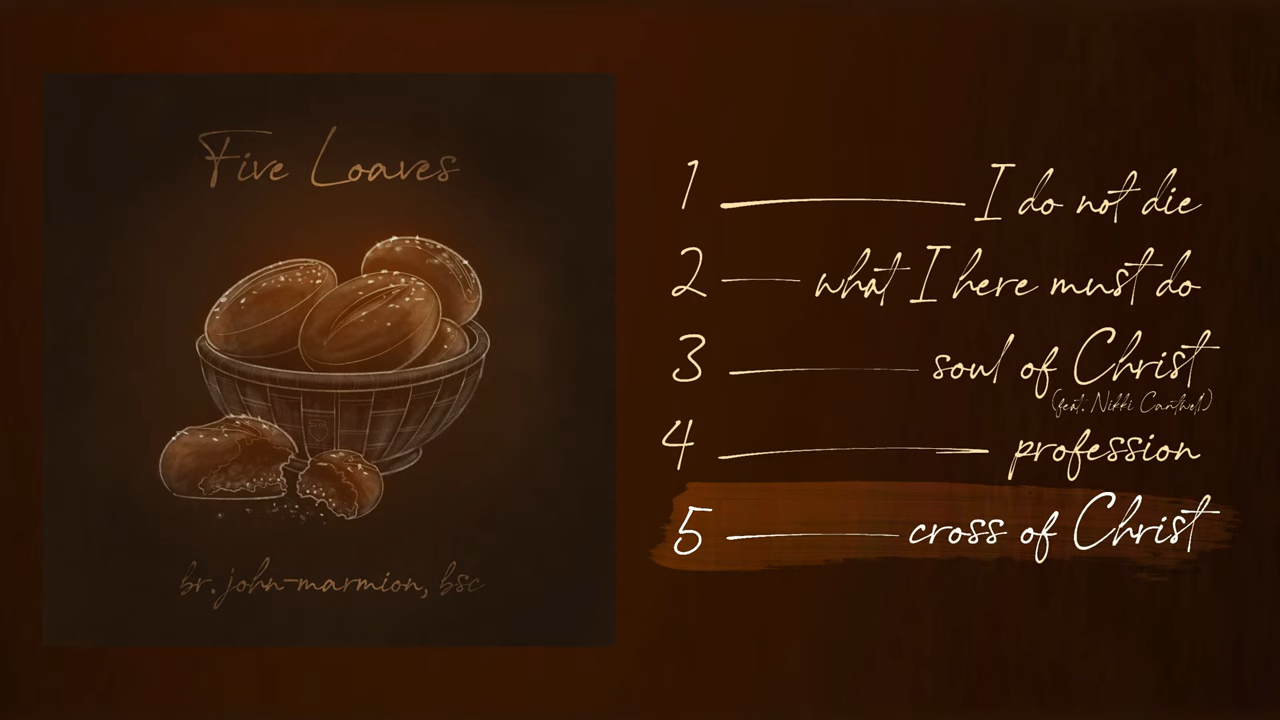 Five Loaves
br. john-marmion, bsc
1 I do not die
2 what I here must do
3 soul of Christ
(feat. Nikki Cantwell)
4 profession
5 cross of Christ